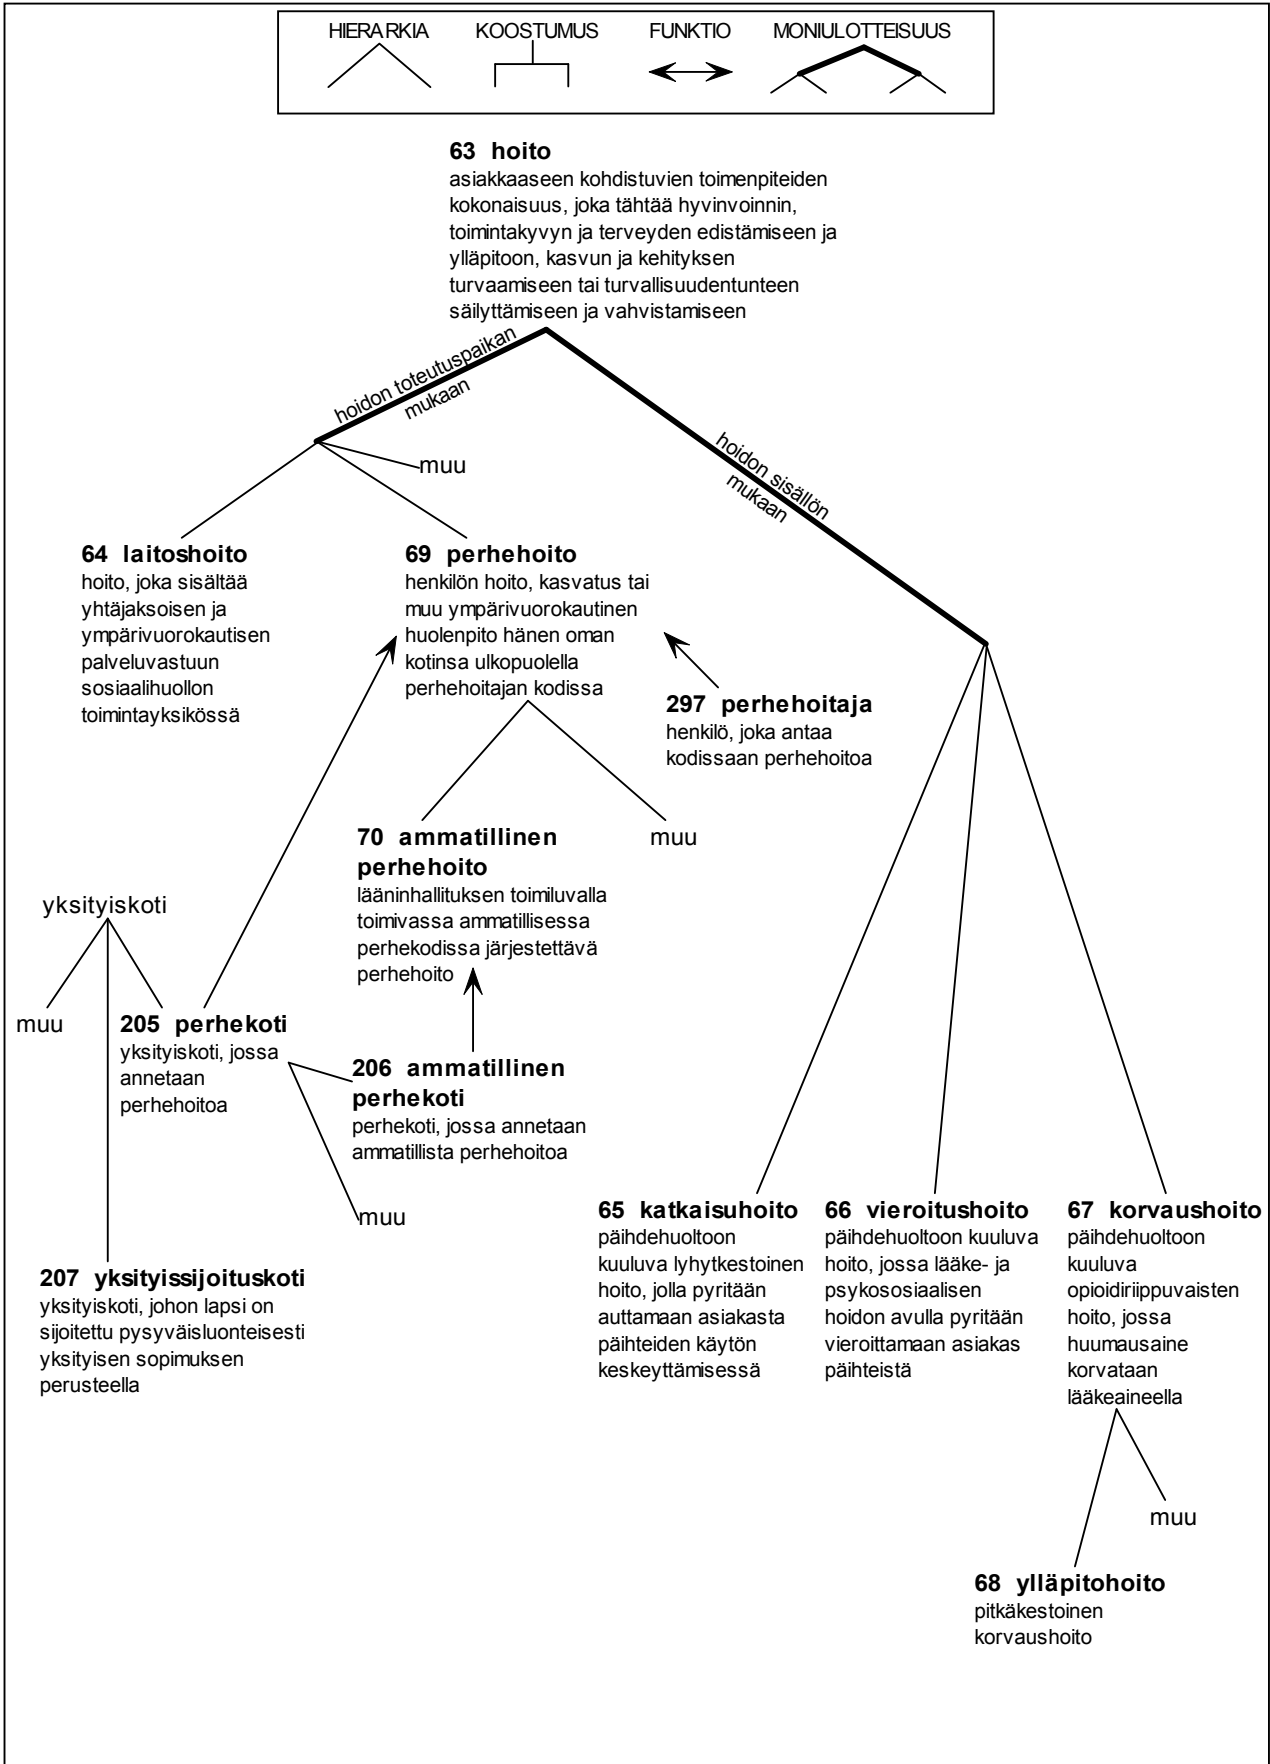 HIERARKIA KOOSTUMUS FUNKTIO MONIULOTTEISUUS
63 hoito
asiakkaaseen kohdistuvien toimenpiteiden
kokonaisuus, joka tähtää hyvinvoinnin,
toimintakyvyn ja terveyden edistämiseen ja
ylläpitoon, kasvun ja kehityksen
turvaamiseen tai turvallisuudentunteen
säilyttämiseen ja vahvistamiseen
hoidon toteutuspaikan
mukaan
hoidon sisällön
mukaan
muu
64 laitoshoito
hoito, joka sisältää
yhtäjaksoisen ja
ympärivuorokautisen
palveluvastuun
sosiaalihuollon
toimintayksikössä
69 perhehoito
henkilön hoito, kasvatus tai
muu ympärivuorokautinen
huolenpito hänen oman
kotinsa ulkopuolella
perhehoitajan kodissa
297 perhehoitaja
henkilö, joka antaa
kodissaan perhehoitoa
70 ammatillinen
perhehoito
lääninhallituksen toimiluvalla
toimivassa ammatillisessa
perhekodissa järjestettävä
perhehoito
muu
yksityiskoti
muu
205 perhekoti
yksityiskoti, jossa
annetaan
perhehoitoa
206 ammatillinen
perhekoti
perhekoti, jossa annetaan
ammatillista perhehoitoa
muu
207 yksityissijoituskoti
yksityiskoti, johon lapsi on
sijoitettu pysyväisluonteisesti
yksityisen sopimuksen
perusteella
65 katkaisuhoito
päihdehuoltoon
kuuluva lyhytkestoinen
hoito, jolla pyritään
auttamaan asiakasta
päihteiden käytön
keskeyttämisessä
66 vieroitushoito
päihdehuoltoon kuuluva
hoito, jossa lääke- ja
psykososiaalisen
hoidon avulla pyritään
vieroittamaan asiakas
päihteistä
67 korvaushoito
päihdehuoltoon
kuuluva
opioidiriippuvaisten
hoito, jossa
huumausaine
korvataan
lääkeaineella
muu
68 ylläpitohoito
pitkäkestoinen
korvaushoito